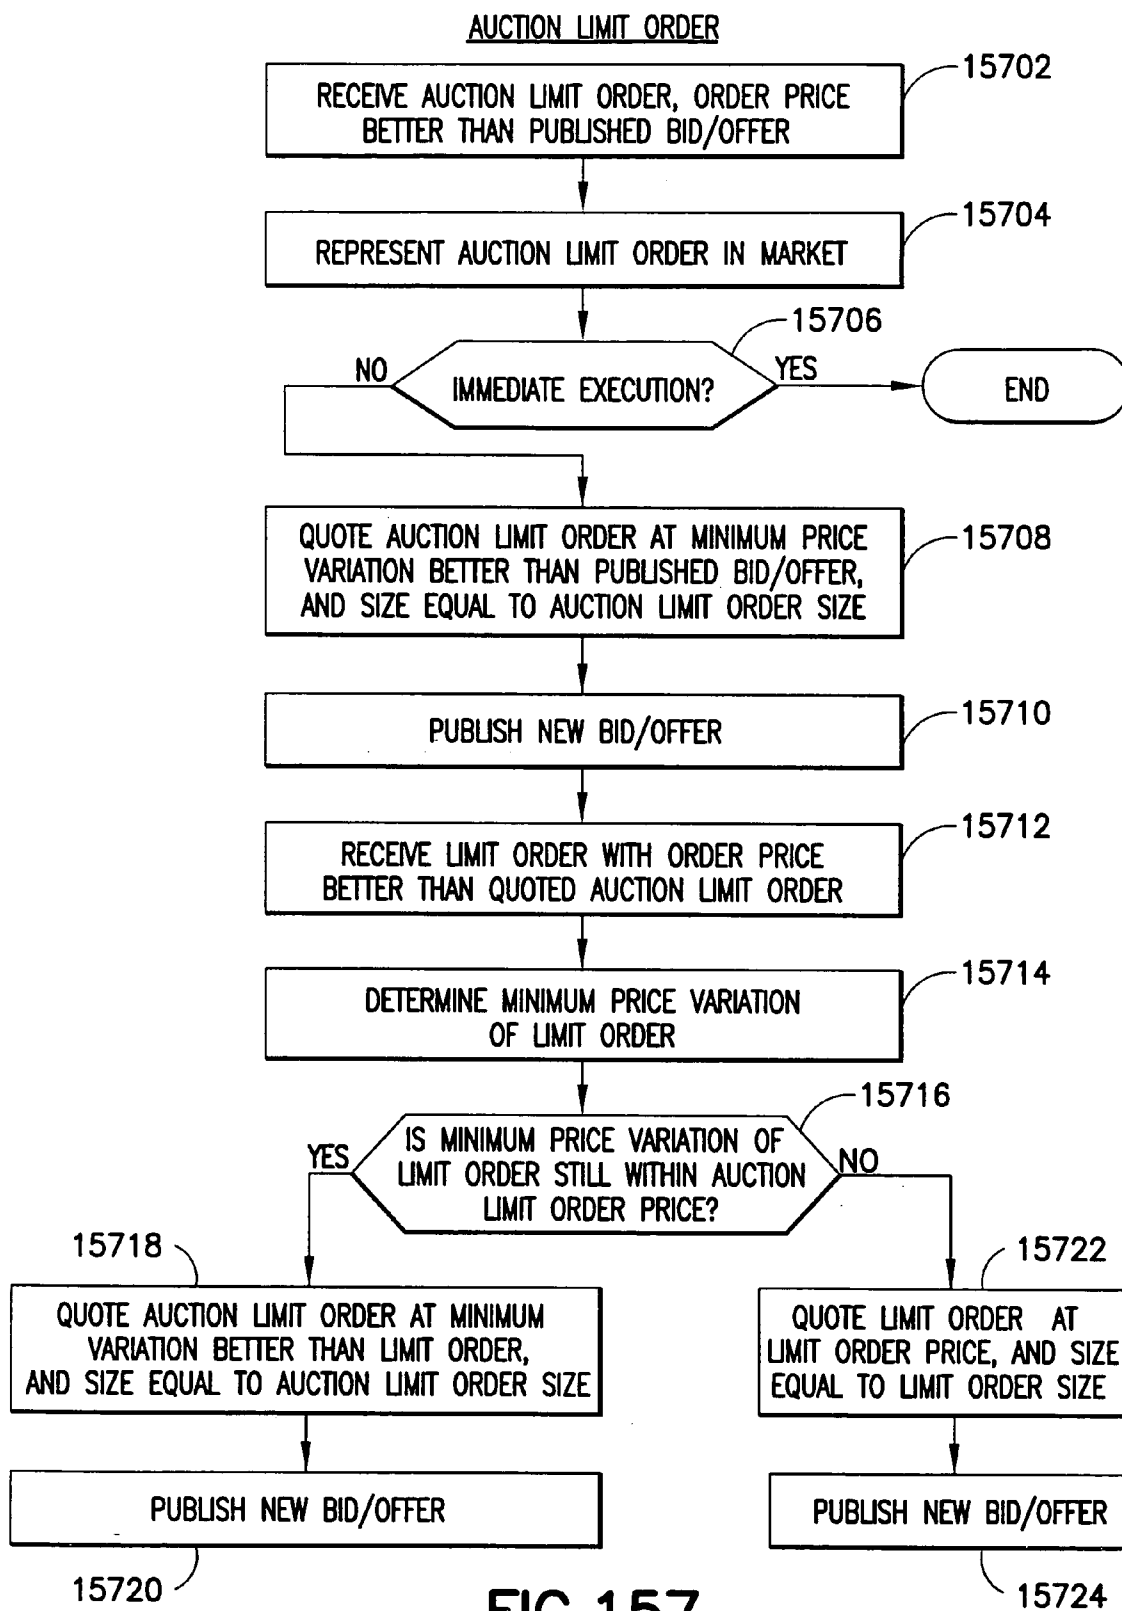 AUCTION LIMIT ORDER
15702
RECEIVE AUCTION LIMIT ORDER, ORDER PRICE
BETTER THAN PUBLISHED BID/OFFER
15704
REPRESENT AUCTION LIMIT ORDER IN MARKET
15706
NO
IMMEDIATE EXECUTION?
YES
END
15708
QUOTE AUCTION LIMIT ORDER AT MINIMUM PRICE
VARIATION BETTER THAN PUBLISHED BID/OFFER,
AND SIZE EQUAL TO AUCTION LIMIT ORDER SIZE
15710
PUBLISH NEW BID/OFFER
15712
RECEIVE LIMIT ORDER WITH ORDER PRICE
BETTER THAN QUOTED AUCTION LIMIT ORDER
15714
DETERMINE MINIMUM PRICE VARIATION
OF LIMIT ORDER
15716
YES
IS MINIMUM PRICE VARIATION OF
LIMIT ORDER STILL WITHIN AUCTION
LIMIT ORDER PRICE?
NO
15718
QUOTE AUCTION LIMIT ORDER AT MINIMUM
VARIATION BETTER THAN LIMIT ORDER,
AND SIZE EQUAL TO AUCTION LIMIT ORDER SIZE
15722
QUOTE LIMIT ORDER AT
LIMIT ORDER PRICE, AND SIZE
EQUAL TO LIMIT ORDER SIZE
PUBLISH NEW BID/OFFER
15720
PUBLISH NEW BID/OFFER
15724
FIG.157